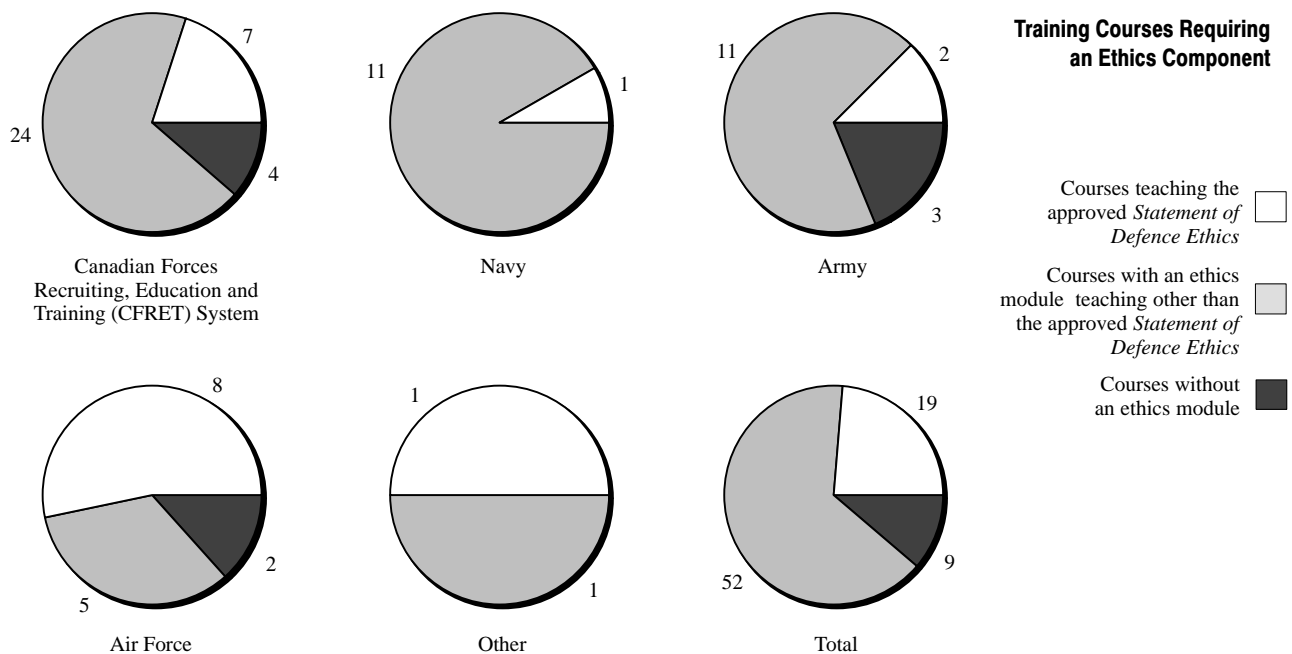 Training Courses Requiring
an Ethics Component
7
24
4
Canadian Forces
Recruiting, Education and
Training (CFRET) System
11
1
Navy
11
2
3
Army
Courses teaching the
approved Statement of
Defence Ethics
Courses with an ethics
module teaching other than
the approved Statement of
Defence Ethics
Courses without
an ethics module
8
5
2
Air Force
1
1
Other
19
52
9
Total